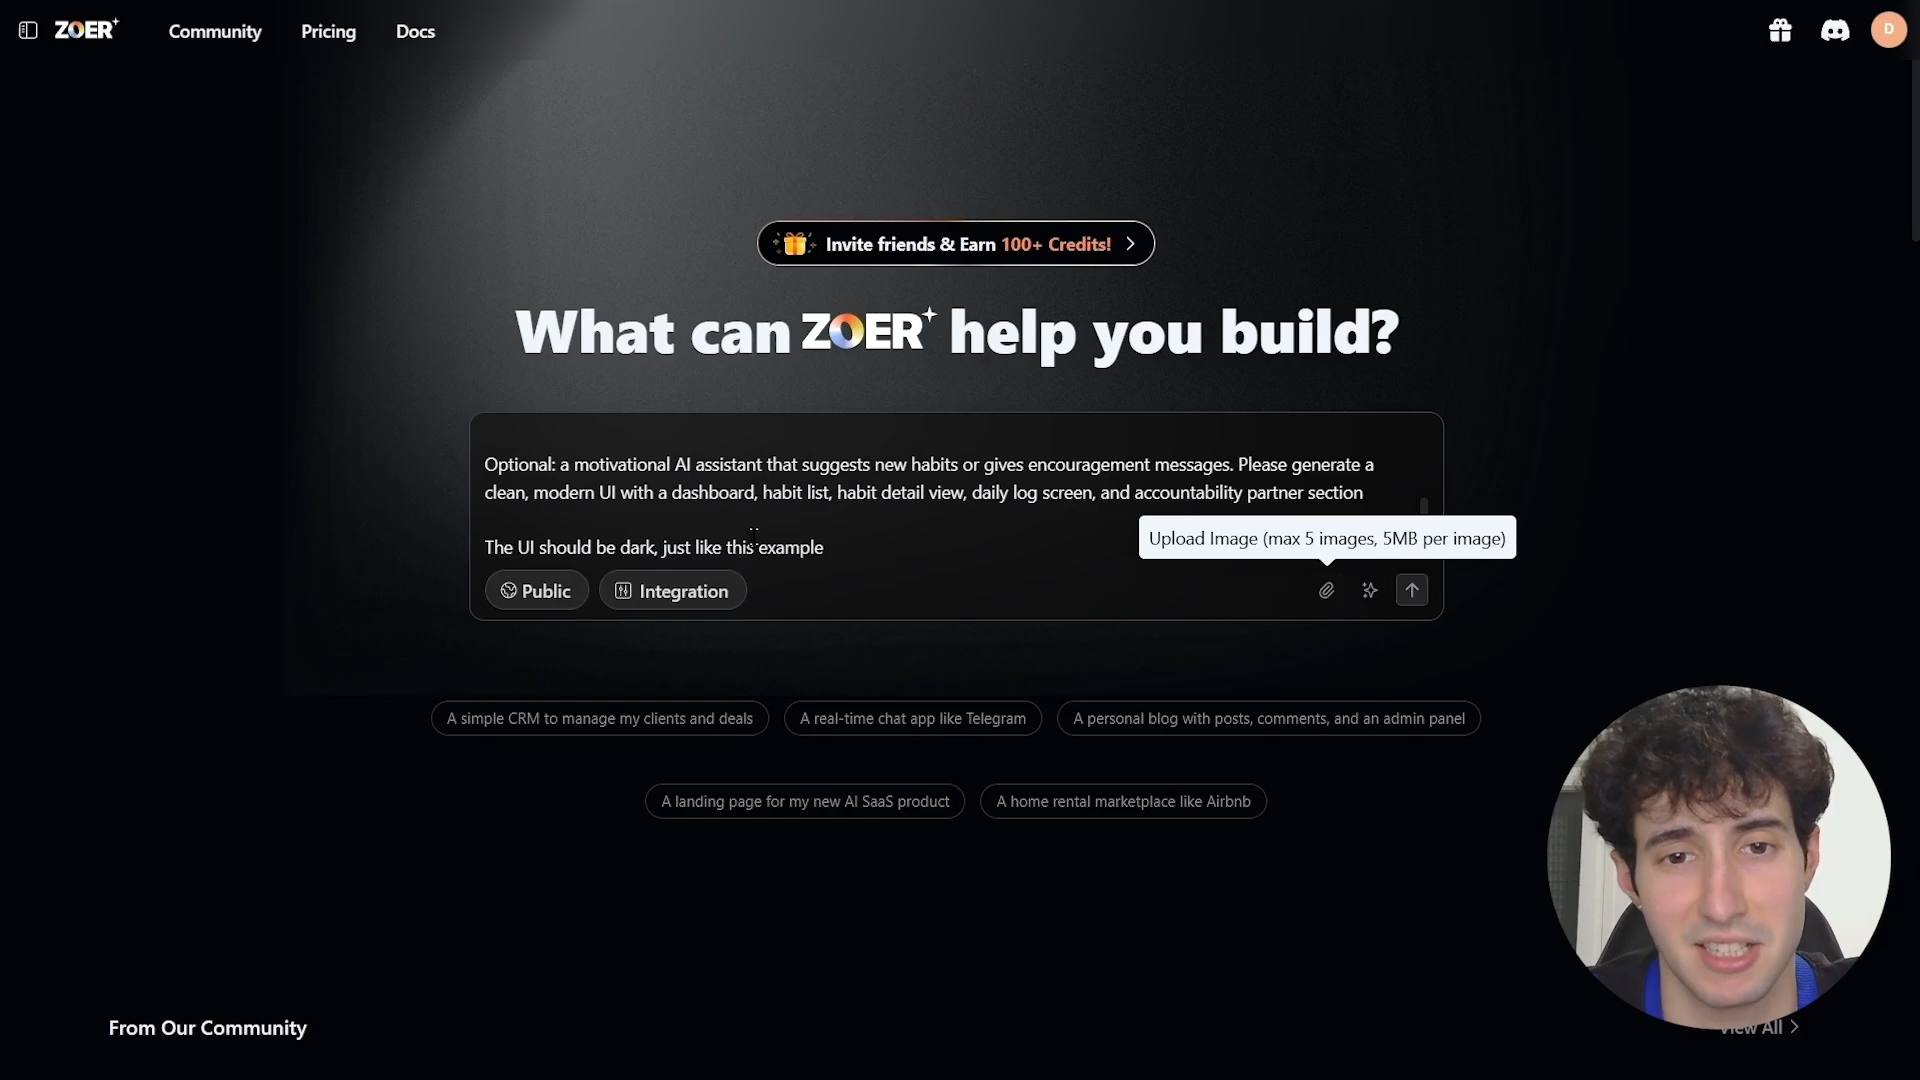 ZOER
Community
Pricing
Docs
D
Invite friends & Earn 100+ Credits!
What can ZOER help you build?
Optional: a motivational AI assistant that suggests new habits or gives encouragement messages. Please generate a
clean, modern UI with a dashboard, habit list, habit detail view, daily log screen, and accountability partner section
Upload Image (max 5 images, 5MB per image)
The UI should be dark, just like this example
Public
Integration
A simple CRM to manage my clients and deals
A real-time chat app like Telegram
A personal blog with posts, comments, and an admin panel
A landing page for my new AI SaaS product
A home rental marketplace like Airbnb
From Our Community
View All